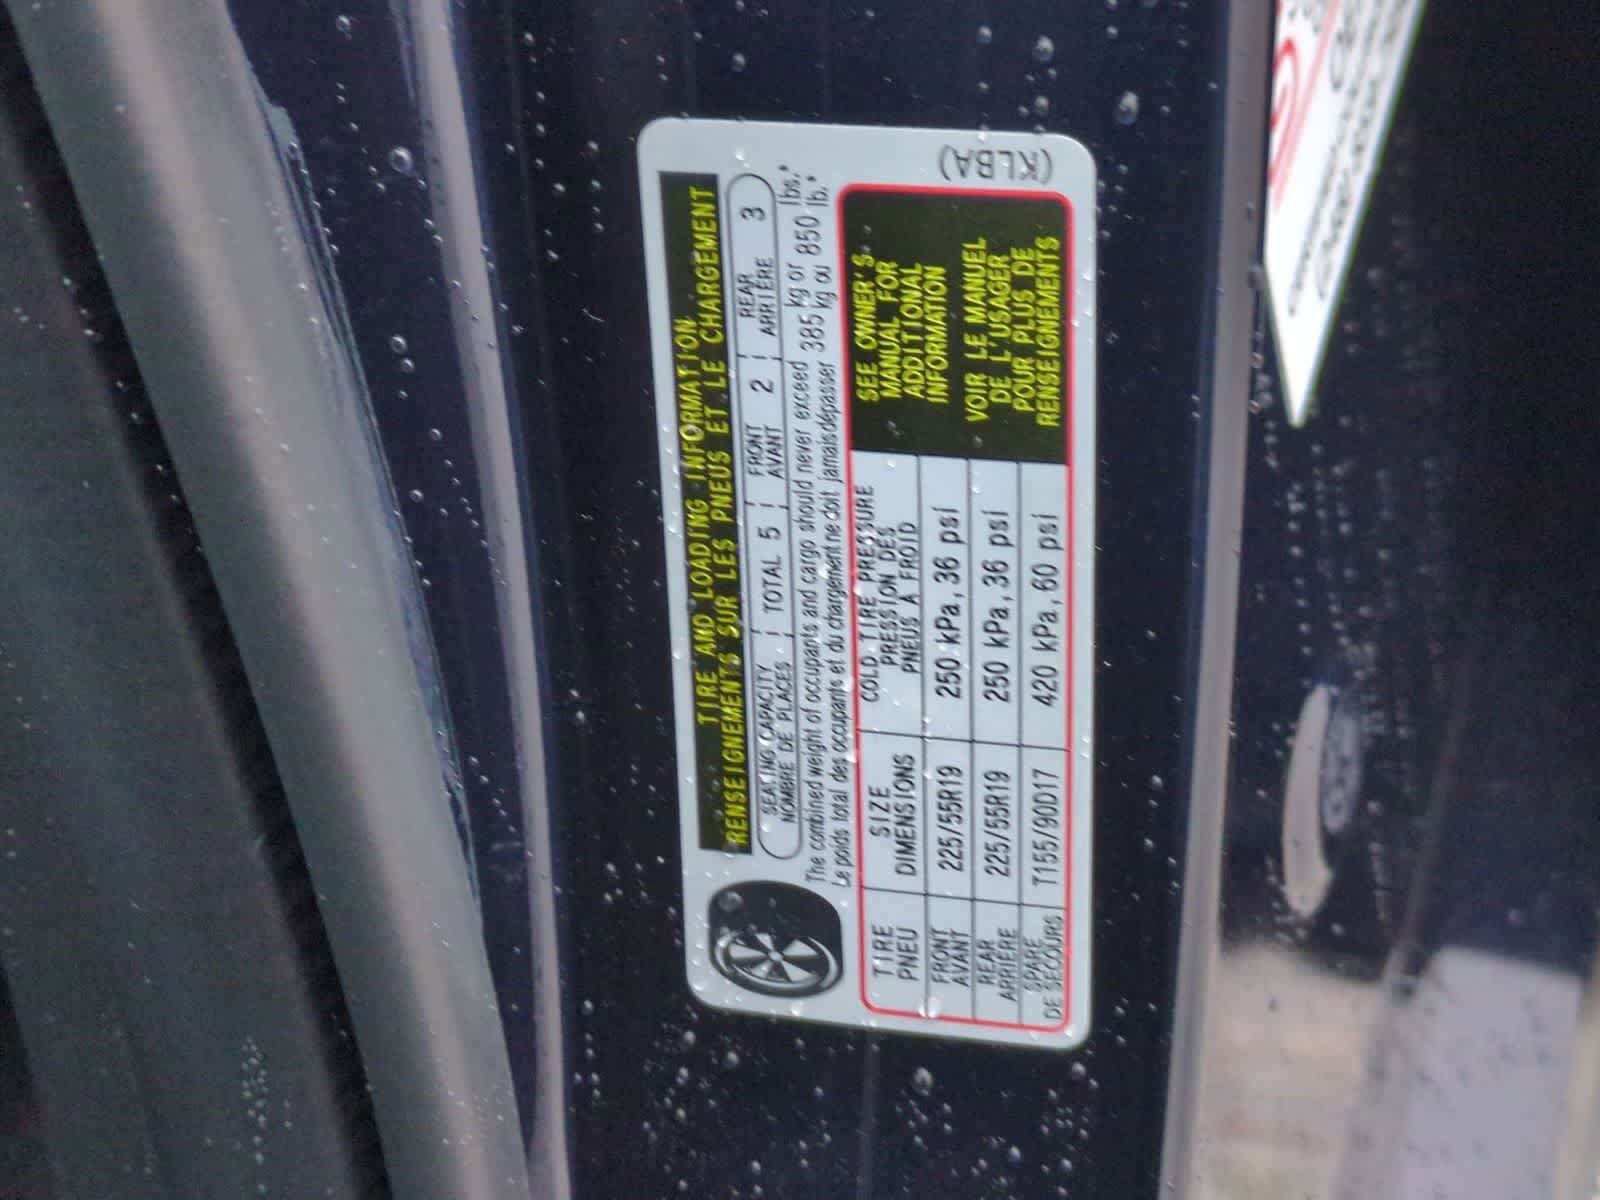 TIRE AND LOADING INFORMATION
RENSEIGNEMENTS SUR LES PNEUS ET LE CHARGEMENT
SEATING CAPACITY TOTAL 5 FRONT 2 REAR 3
NOMBRE DE PLACES AVANT ARRIÈRE
The combined weight of occupants and cargo should never exceed 385 kg or 850 lbs.
Le poids total des occupants et du chargement ne doit jamais dépasser 385 kg ou 850 lb.
TIRE SIZE COLD TIRE PRESSURE
PNEU DIMENSIONS PRESSION DES
PNEUS A FROID
FRONT 225/55R19 250 kPa, 36 psi
AVANT
REAR 225/55R19 250 kPa, 36 psi
ARRIÈRE
SPARE T155/90D17 420 kPa, 60 psi
DE SECOURS
SEE OWNER'S
MANUAL FOR
ADDITIONAL
INFORMATION
VOIR LE MANUEL
DE L'USAGER
POUR PLUS DE
RENSEIGNEMENTS
(KLBA)